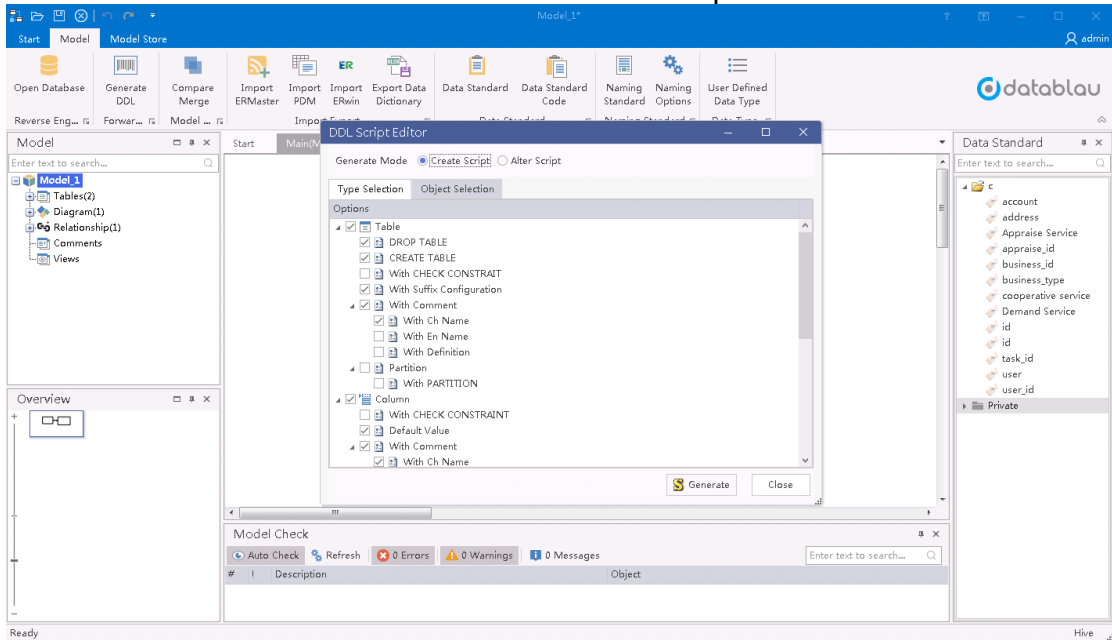 Model_1*
Start Model Model Store
admin
Open Database
Generate DDL
Compare Merge
Import ERMaster
Import PDM
Import ERwin
Export Data Dictionary
Data Standard
Data Standard Code
Naming Standard
Naming Options
User Defined Data Type
datablau
Reverse Eng...
Forwar...
Model ...
Model
Enter text to search...
Model_1
Tables(2)
Diagram(1)
Relationship(1)
Comments
Views
Overview
Start Main(M
DDL Script Editor
Generate Mode Create Script Alter Script
Type Selection Object Selection
Options
Table
DROP TABLE
CREATE TABLE
With CHECK CONSTRAIT
With Suffix Configuration
With Comment
With Ch Name
With En Name
With Definition
Partition
With PARTITION
Column
With CHECK CONSTRAINT
Default Value
With Comment
With Ch Name
Generate Close
Model Check
Auto Check Refresh 0 Errors 0 Warnings 0 Messages
Enter text to search...
# ! Description Object
Data Standard
Enter text to search...
c
account
address
Appraise Service
appraise_id
business_id
business_type
cooperative service
Demand Service
id
id
task_id
user
user_id
Private
Ready Hive